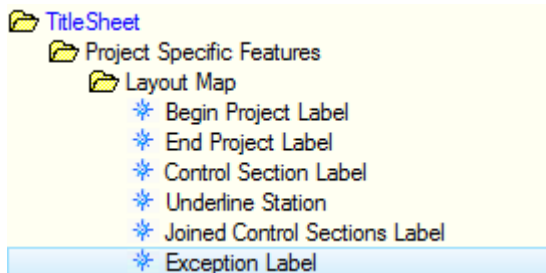 TitleSheet
Project Specific Features
Layout Map
Begin Project Label
End Project Label
Control Section Label
Underline Station
Joined Control Sections Label
Exception Label